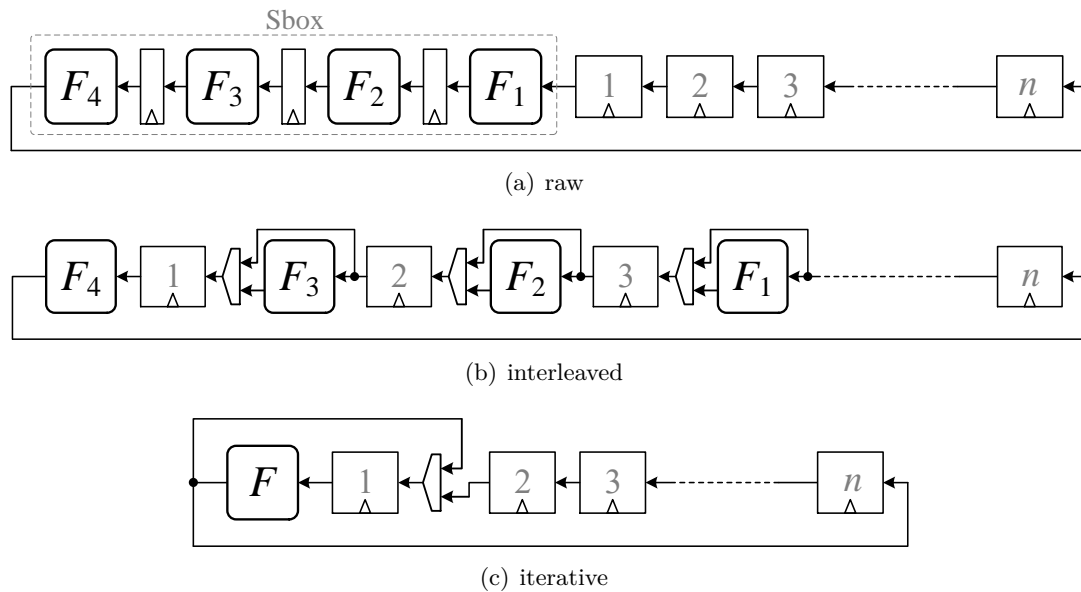 Sbox
F4 F3 F2 F1 1 2 3 n
(a) raw
F4 1 F3 2 F2 3 F1 n
(b) interleaved
F 1 2 3 n
(c) iterative